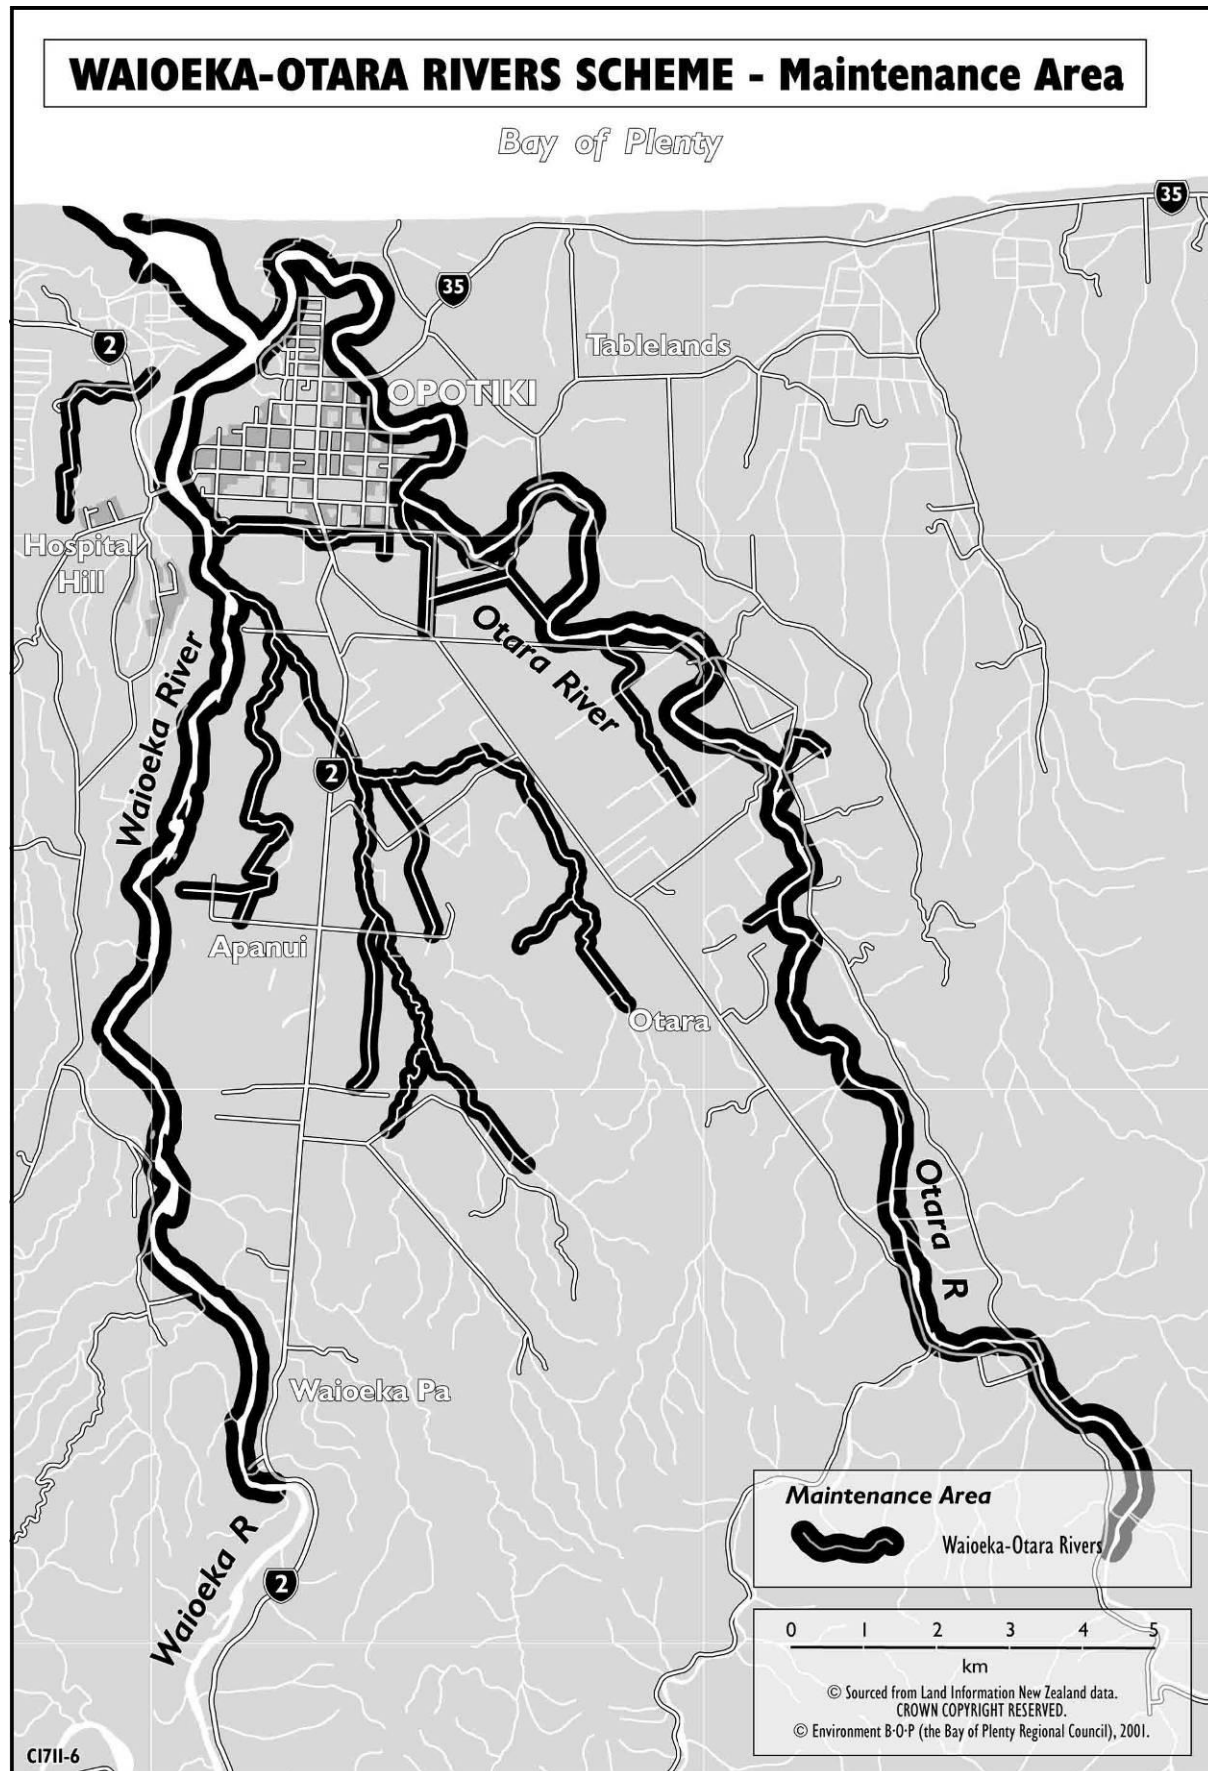 WAIOEKA-OTARA RIVERS SCHEME - Maintenance Area
Bay of Plenty
35
35
2
Tablelands
OPOTIKI
Hospital
Hill
Otara River
Waioeka River
2
Apanui
Otara
Otara R
Waioeka Pa
Waioeka R
2
Maintenance Area
Waioeka-Otara Rivers
0 1 2 3 4 5
km
© Sourced from Land Information New Zealand data.
CROWN COPYRIGHT RESERVED.
© Environment B·O·P (the Bay of Plenty Regional Council), 2001.
C1711-6